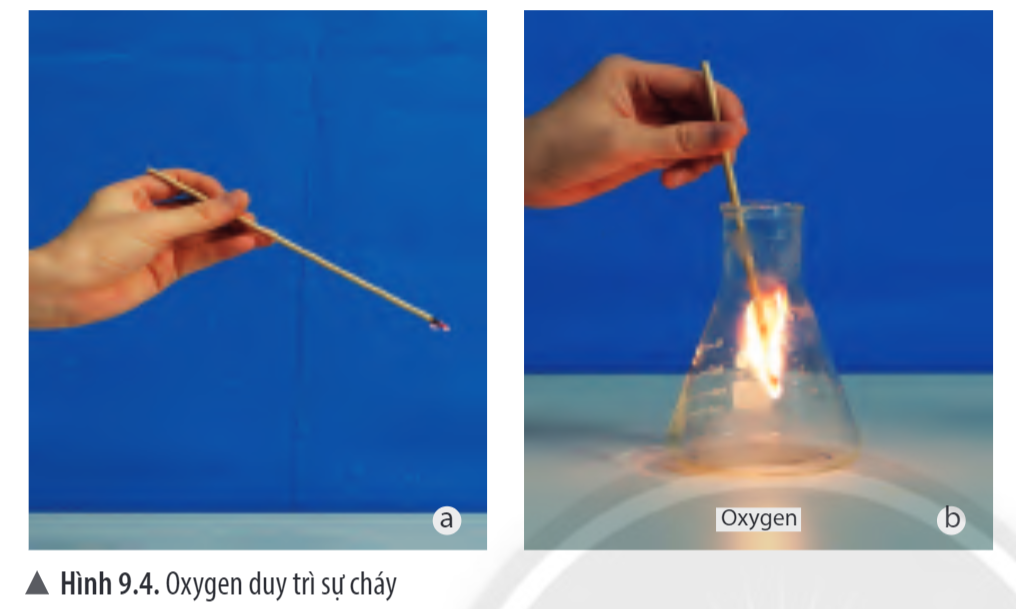 a
Oxygen
b
▲ Hình 9.4. Oxygen duy trì sự cháy